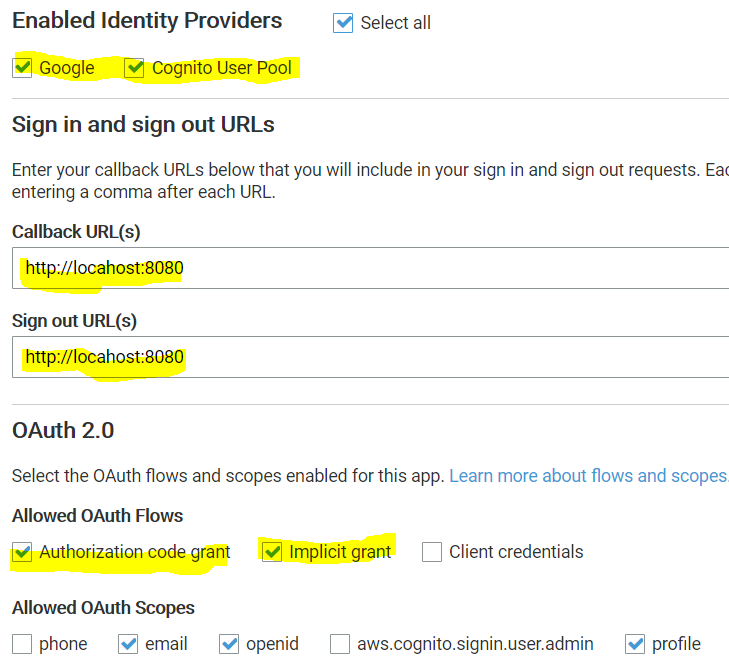 Enabled Identity Providers Select all
Google Cognito User Pool
Sign in and sign out URLs
Enter your callback URLs below that you will include in your sign in and sign out requests. Eac
entering a comma after each URL.
Callback URL(s)
http://locahost:8080
Sign out URL(s)
http://locahost:8080
OAuth 2.0
Select the OAuth flows and scopes enabled for this app. Learn more about flows and scopes.
Allowed OAuth Flows
Authorization code grant Implicit grant Client credentials
Allowed OAuth Scopes
phone email openid aws.cognito.signin.user.admin profile